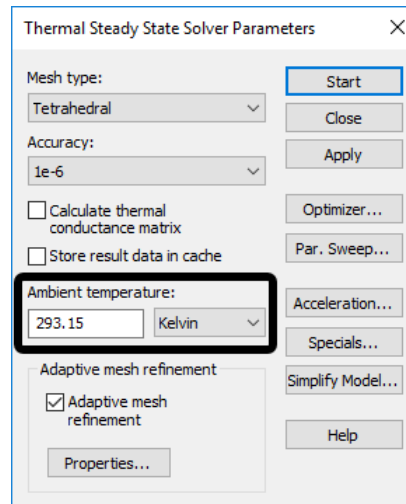 Thermal Steady State Solver Parameters
Mesh type:
Tetrahedral
Start
Close
Accuracy:
1e-6
Apply
Calculate thermal
conductance matrix
Optimizer...
Store result data in cache
Par. Sweep...
Ambient temperature:
293.15 Kelvin
Acceleration...
Specials...
Adaptive mesh refinement
Simplify Model...
Adaptive mesh
refinement
Help
Properties...